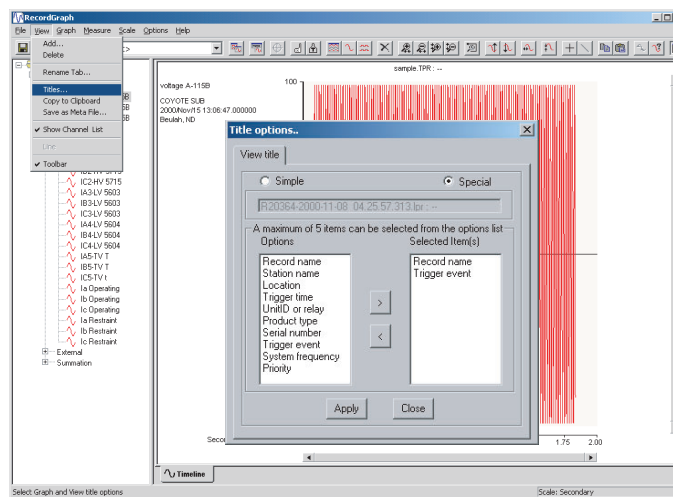 RecordGraph
File View Graph Measure Scale Options Help
Add...
Delete
Rename Tab...
Titles...
Copy to Clipboard
Save as Meta File...
Show Channel List
Line
Toolbar
IC2-HV 5715
IA3-LV 5603
IB3-LV 5603
IC3-LV 5603
IA4-LV 5604
IB4-LV 5604
IC4-LV 5604
IA5-TV T
IB5-TV T
IC5-TV t
Ia Operating
Ib Operating
Ic Operating
Ia Restraint
Ib Restraint
Ic Restraint
External
Summation
sample.TPR : --
voltage A-115B
100
COYOTE SUB
2000/Nov/15 13:06:47.000000
Beulah, ND
Title options..
View title
Simple
Special
R20364-2000-11-08 04.25.57.313.lpr : --
A maximum of 5 items can be selected from the options list
Options
Selected Item(s)
Record name
Station name
Location
Trigger time
UnitID or relay
Product type
Serial number
Trigger event
System frequency
Priority
Record name
Trigger event
>
<
Apply
Close
Seco
1.75
2.00
Timeline
Select Graph and View title options
Scale: Secondary